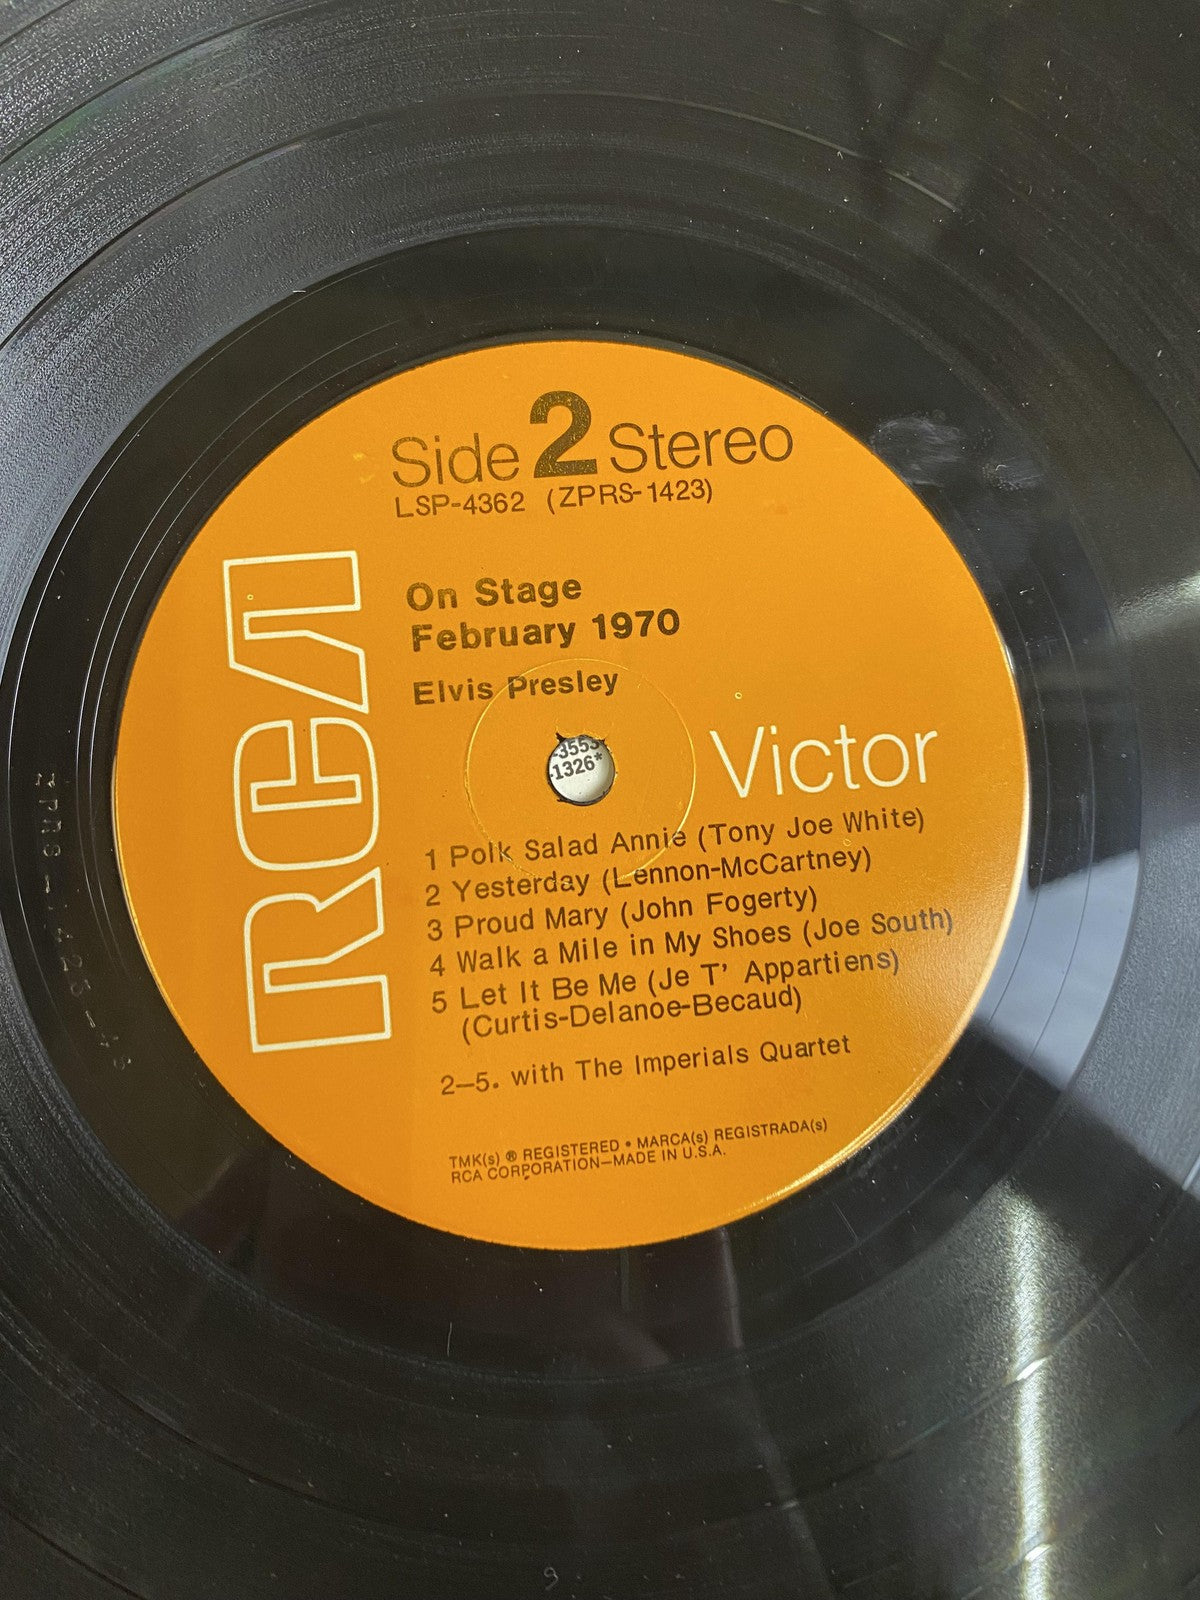 Side 2 Stereo
LSP-4362 (ZPRS-1423)
On Stage
February 1970
Elvis Presley
RCA
Victor
-3553
-1326*
1 Polk Salad Annie (Tony Joe White)
2 Yesterday (Lennon-McCartney)
3 Proud Mary (John Fogerty)
4 Walk a Mile in My Shoes (Joe South)
5 Let It Be Me (Je T' Appartiens)
(Curtis-Delanoe-Becaud)
2–5. with The Imperials Quartet
TMK(s) ® REGISTERED • MARCA(s) REGISTRADA(s)
RCA CORPORATION–MADE IN U.S.A.